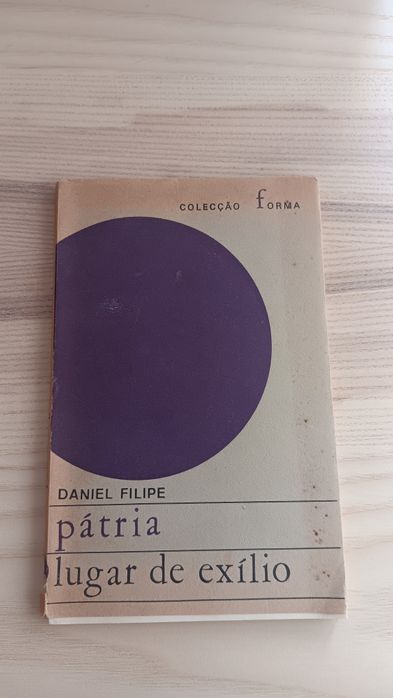 COLECÇÃO forma
DANIEL FILIPE
pátria
lugar de exílio